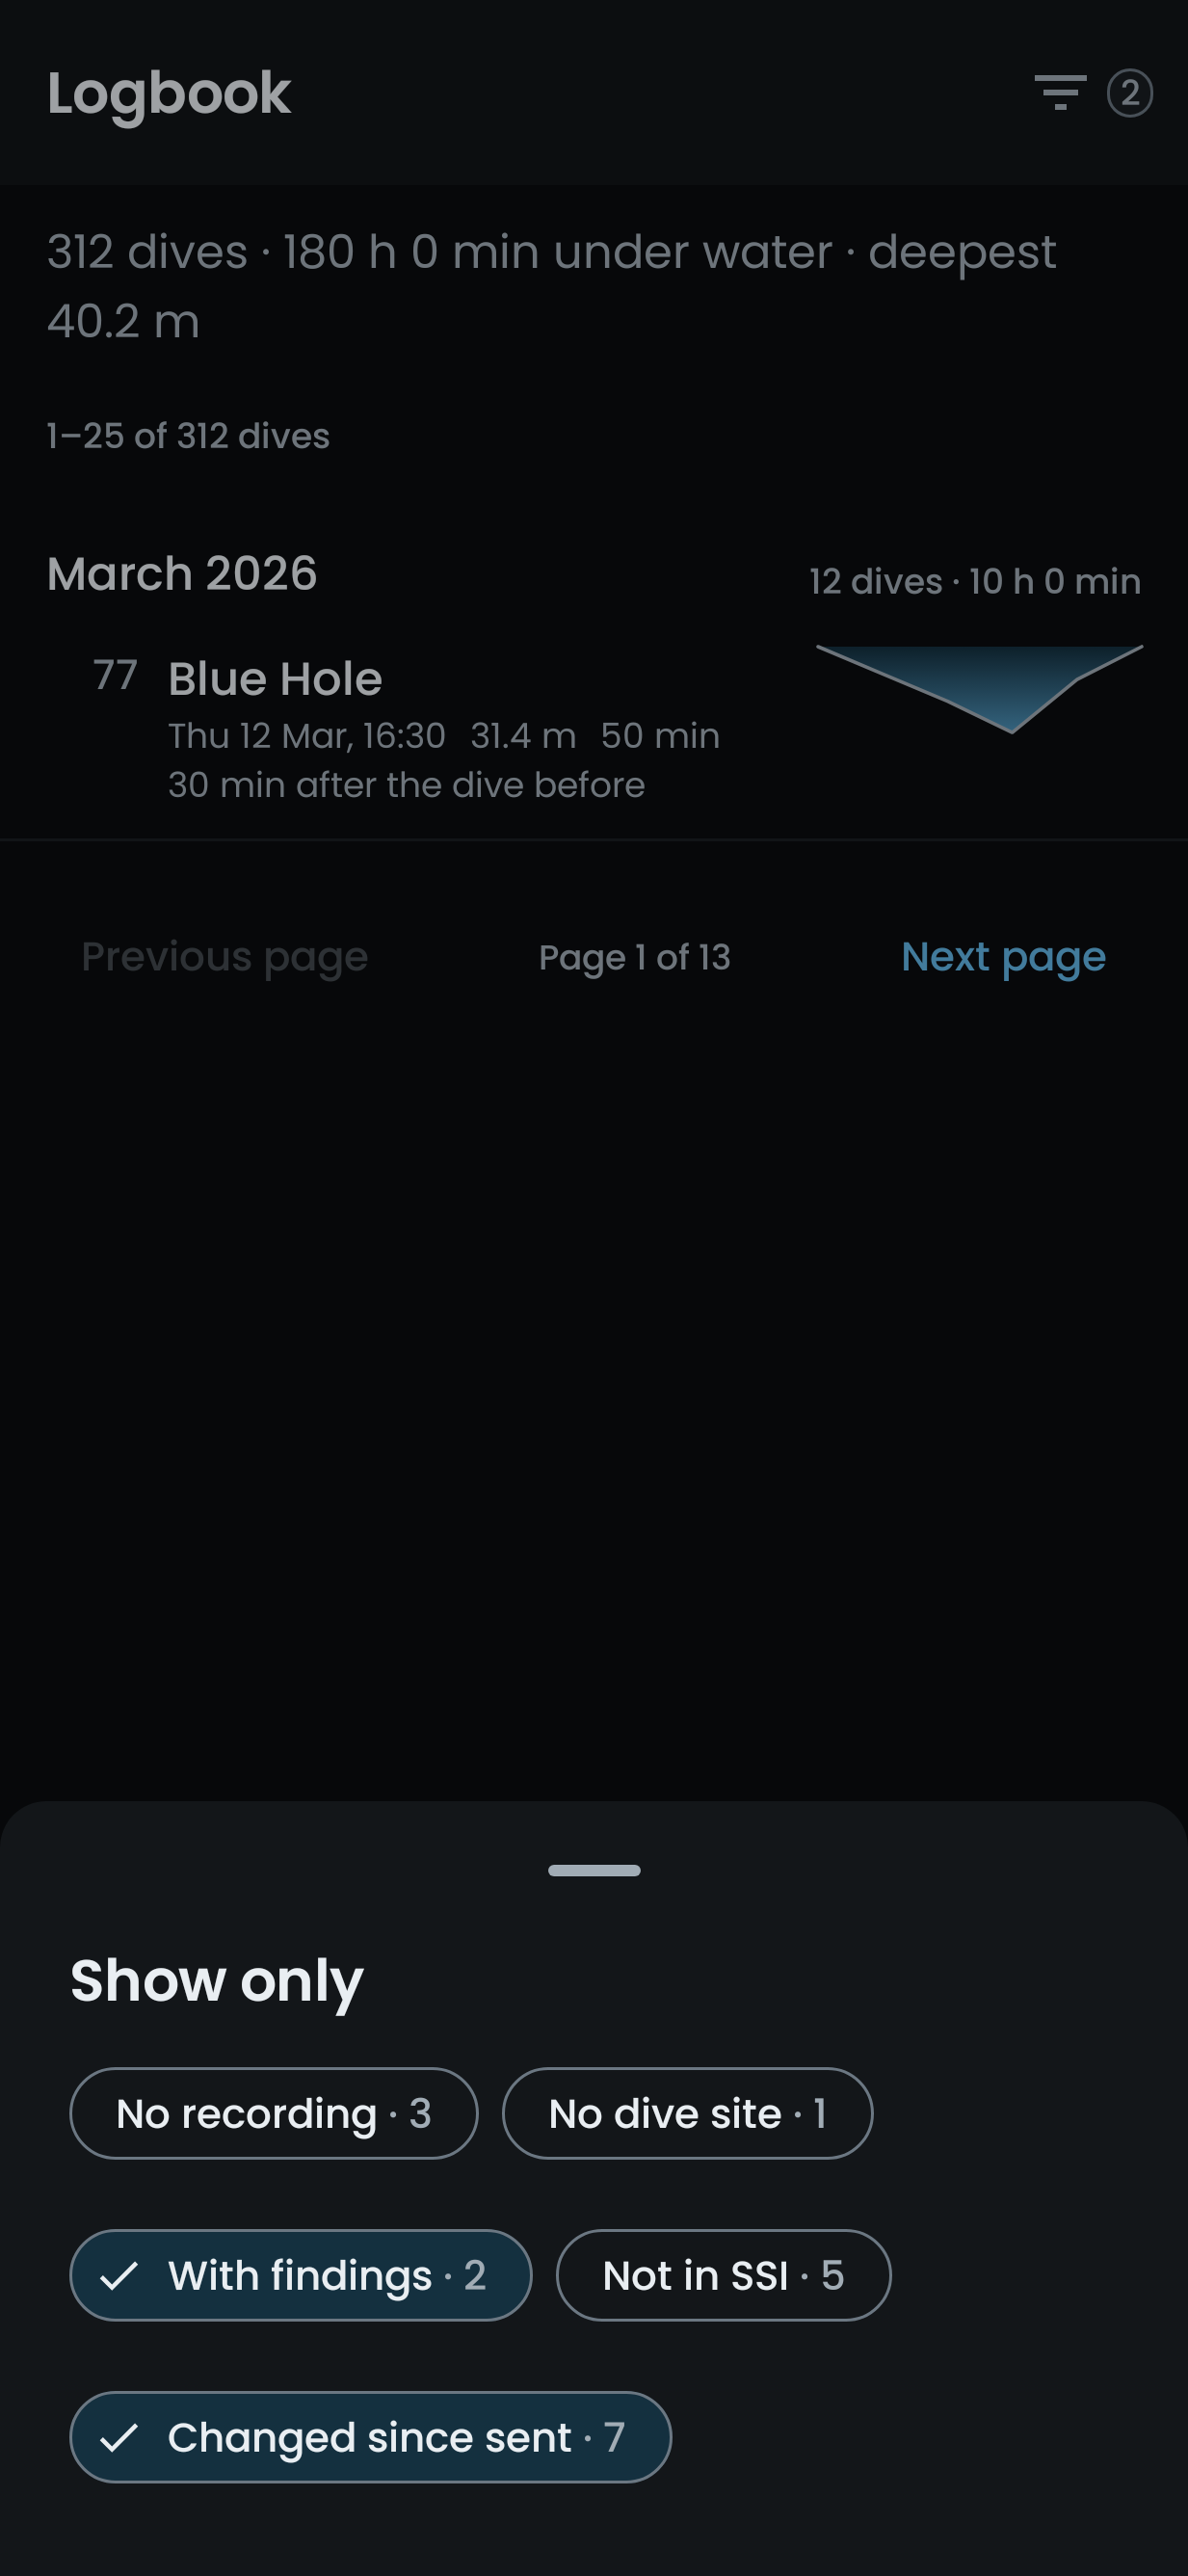 Logbook
2
312 dives · 180 h 0 min under water · deepest
40.2 m
1–25 of 312 dives
March 2026
12 dives · 10 h 0 min
77
Blue Hole
Thu 12 Mar, 16:30 31.4 m 50 min
30 min after the dive before
Previous page
Page 1 of 13
Next page
Show only
No recording · 3
No dive site · 1
With findings · 2
Not in SSI · 5
Changed since sent · 7